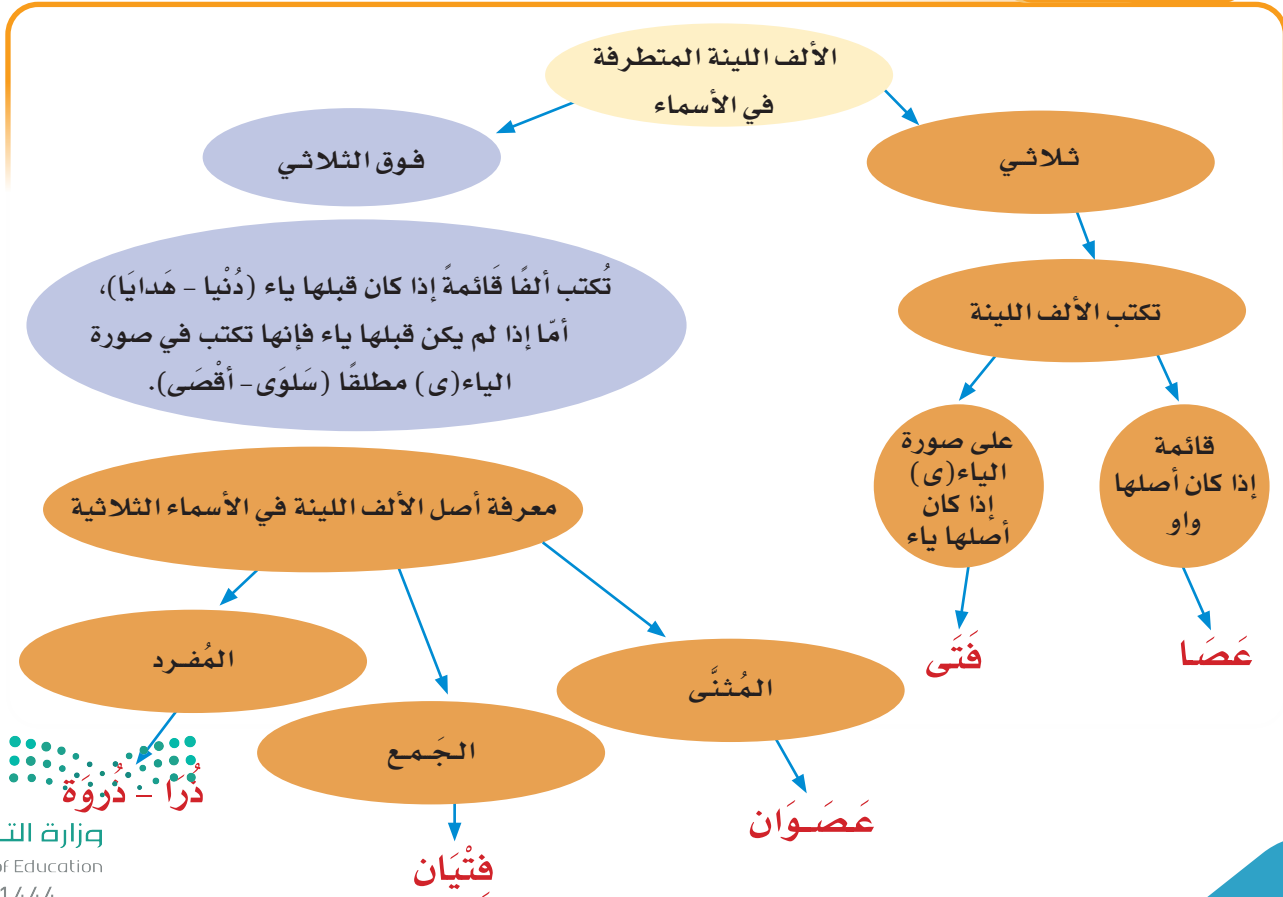 الألف اللينة المتطرفة
في الأسماء
ثلاثي
فوق الثلاثي
تكتب الألف اللينة
قائمة
إذا كان أصلها
واو
على صورة
الياء(ى)
إذا كان
أصلها ياء
عَصَا
فَتَى
تُكتب ألفًا قَائمةً إذا كان قبلها ياء (دُنْيا - هَدايَا)،
أمّا إذا لم يكن قبلها ياء فإنها تكتب في صورة
الياء(ى) مطلقًا (سَلوَى- أقْصَى).
معرفة أصل الألف اللينة في الأسماء الثلاثية
المُثنَّى
الجَمع
المُفرد
عَصَوَان
فِتْيَان
ذُرَا - ذُروَة
وزارة التـ
of Education
1444